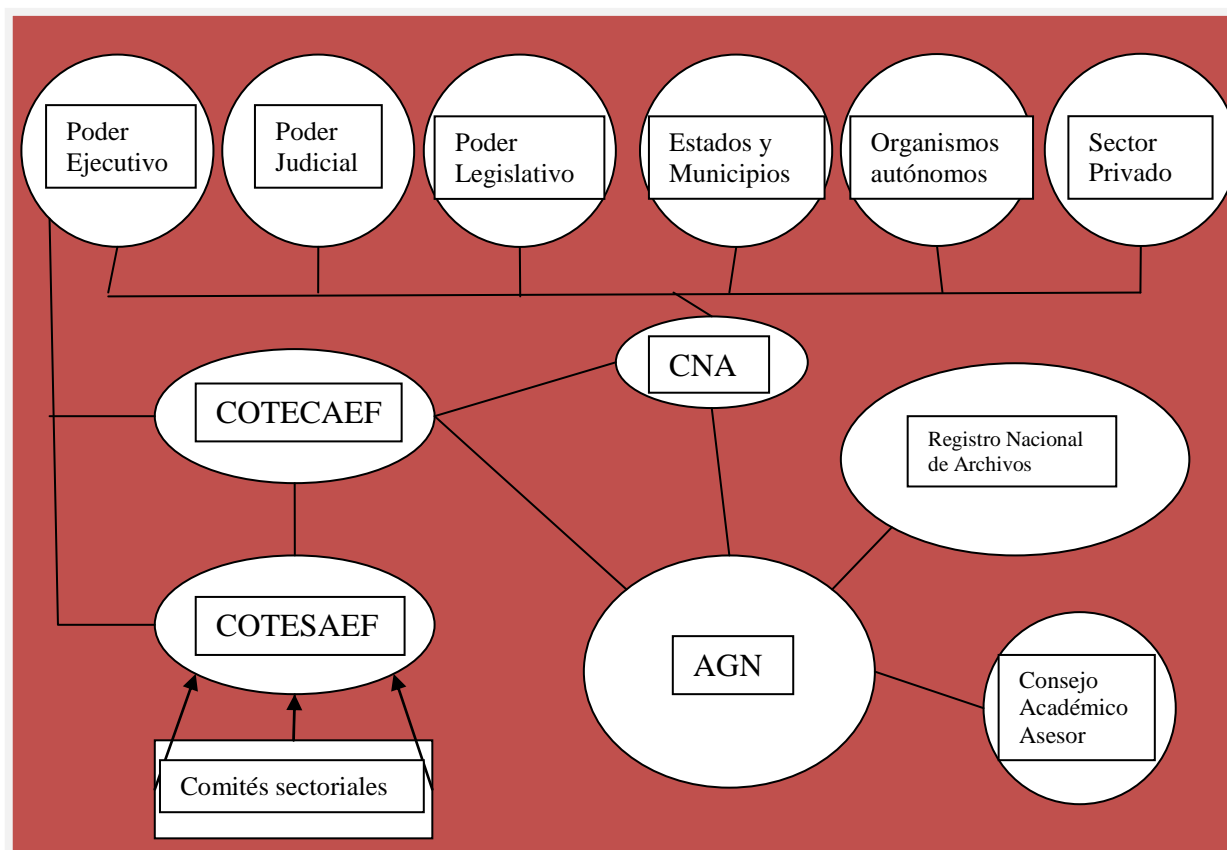 Poder
Ejecutivo
Poder
Judicial
Poder
Legislativo
Estados y
Municipios
Organismos
autónomos
Sector
Privado
CNA
COTECAEF
Registro Nacional
de Archivos
COTESAEF
AGN
Consejo
Académico
Asesor
Comités sectoriales